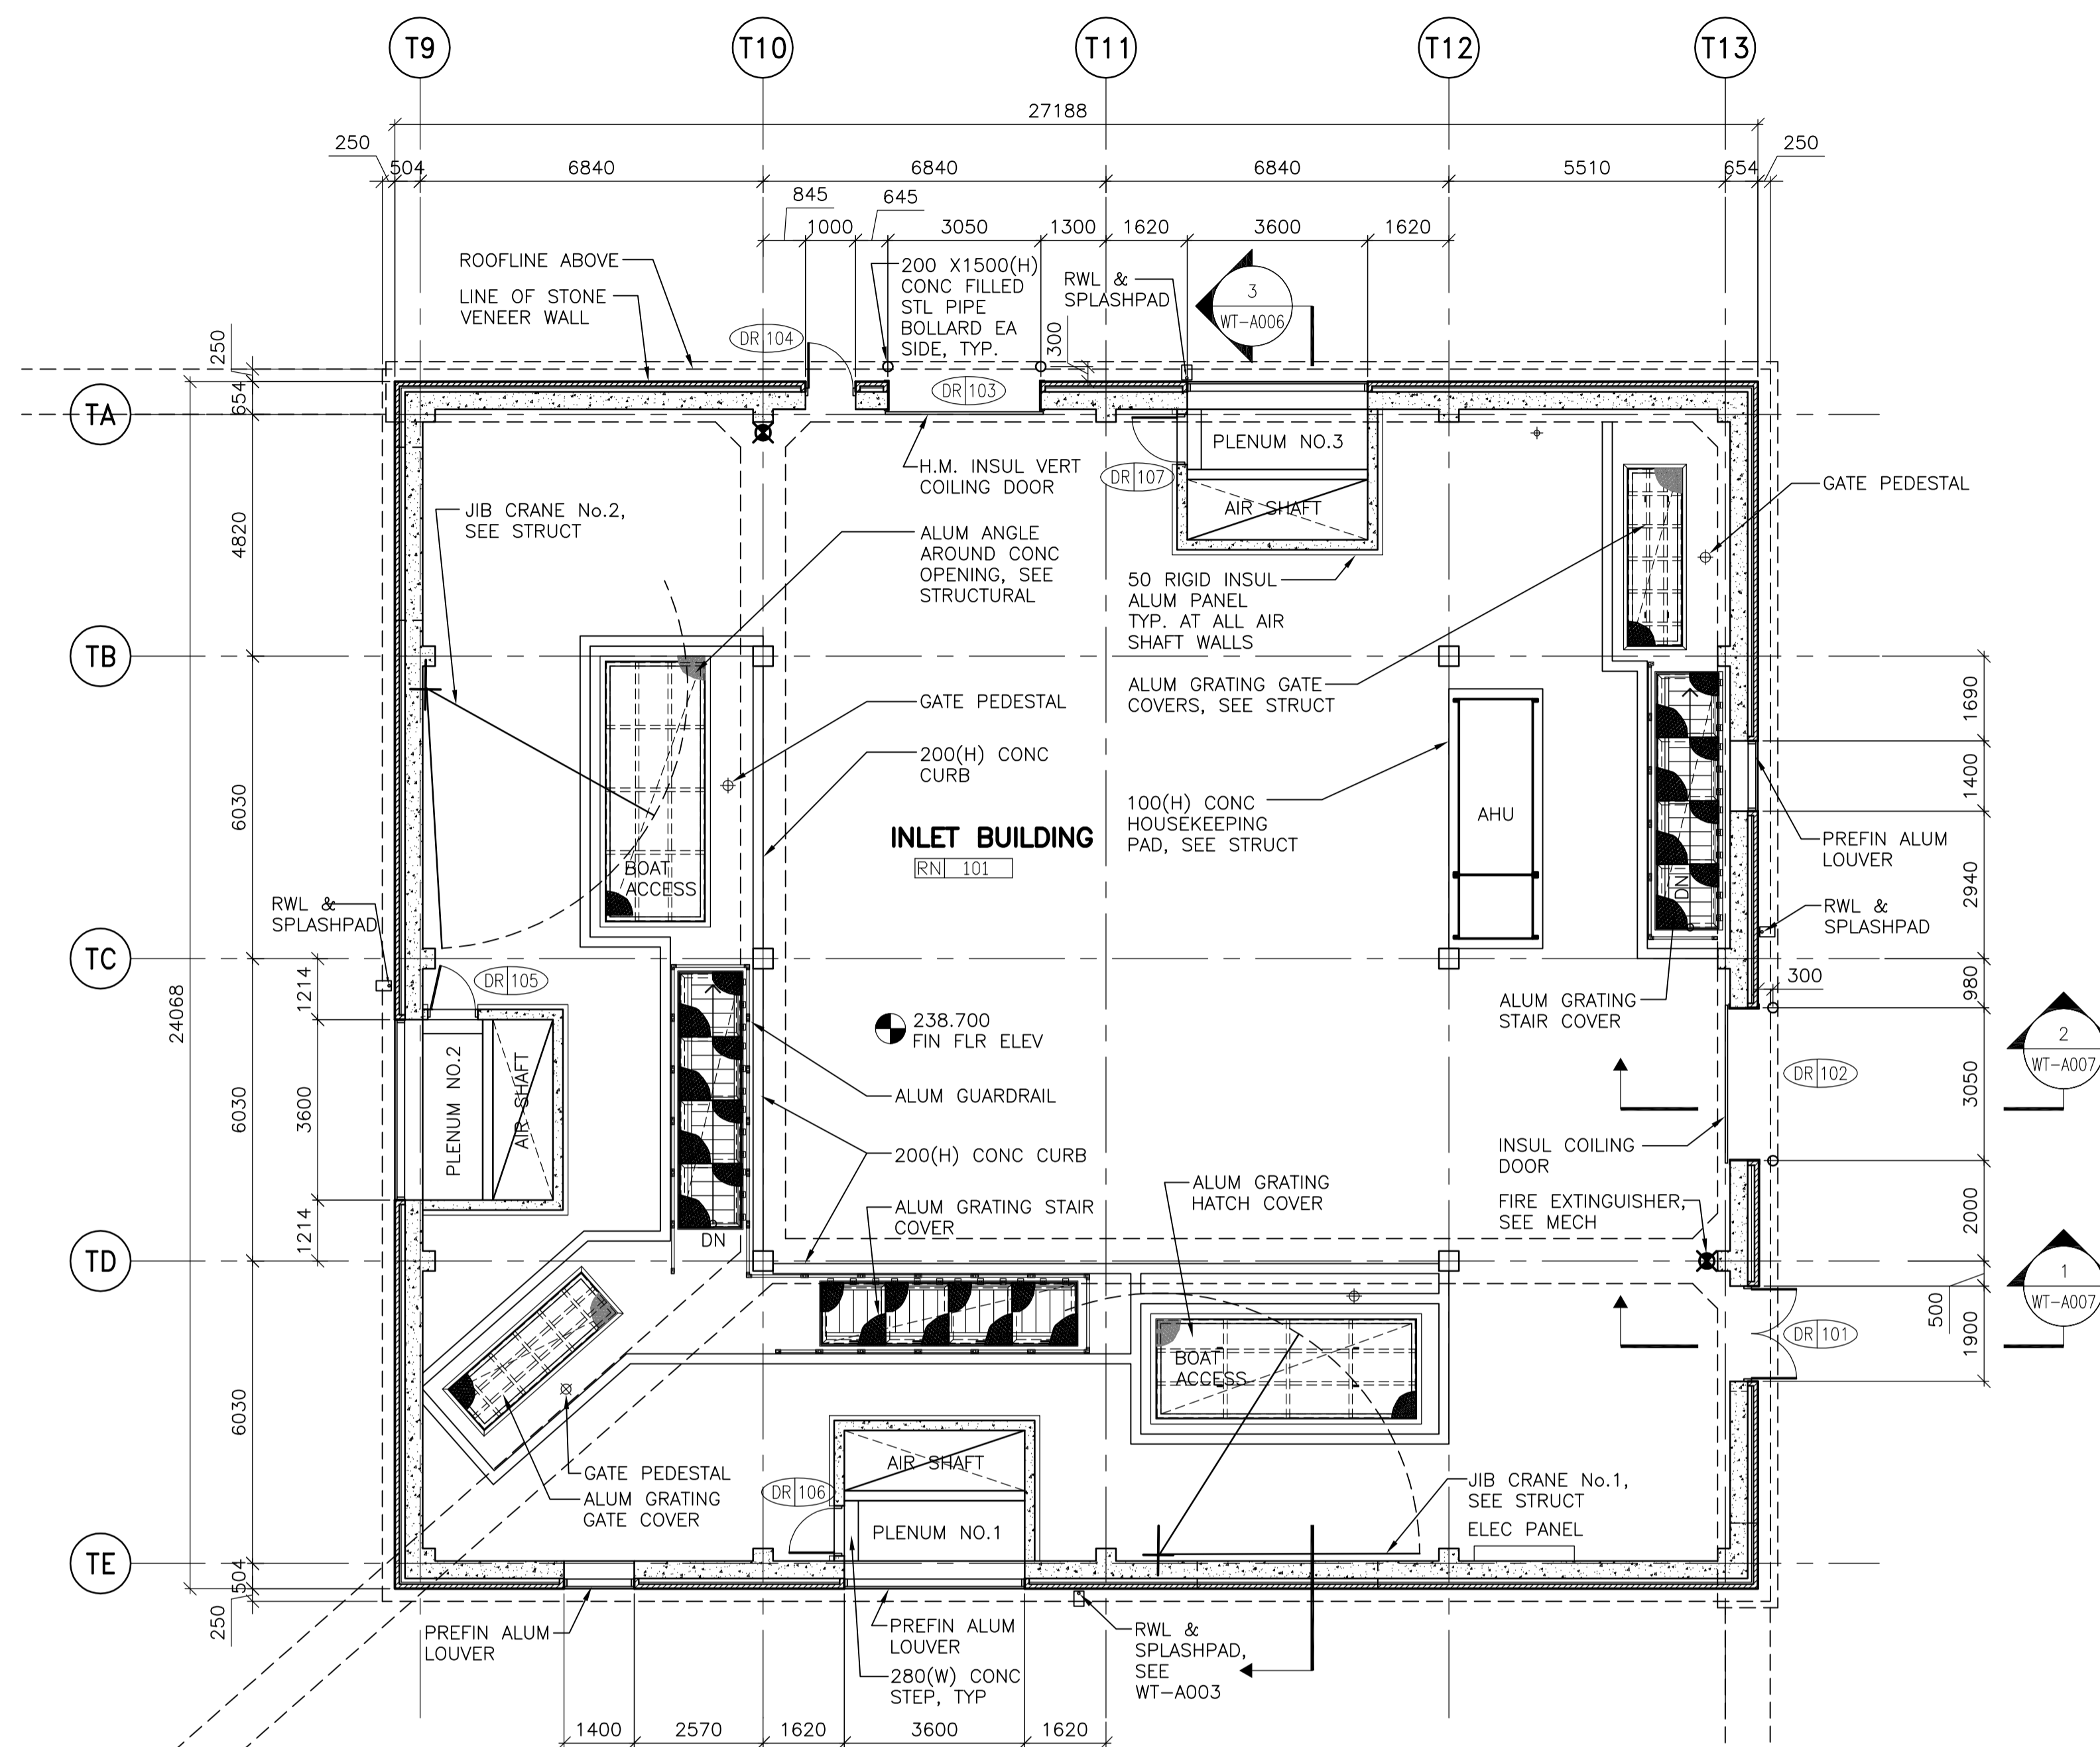 T9
T10
T11
T12
T13
27188
250
504
6840
6840
6840
5510
654
250
845
645
1000
3050
1300
1620
3600
1620
ROOFLINE ABOVE
LINE OF STONE
VENEER WALL
200 X1500(H)
CONC FILLED
STL PIPE
BOLLARD EA
SIDE, TYP.
300
RWL &
SPLASHPAD
3
WT-A006
DR 104
DR 103
250
654
TA
H.M. INSUL VERT
COILING DOOR
PLENUM NO.3
DR 107
AIR SHAFT
GATE PEDESTAL
JIB CRANE No.2,
SEE STRUCT
4820
ALUM ANGLE
AROUND CONC
OPENING, SEE
STRUCTURAL
50 RIGID INSUL
ALUM PANEL
TYP. AT ALL AIR
SHAFT WALLS
TB
ALUM GRATING GATE
COVERS, SEE STRUCT
GATE PEDESTAL
1690
200(H) CONC
CURB
1400
6030
100(H) CONC
HOUSEKEEPING
PAD, SEE STRUCT
AHU
INLET BUILDING
RN 101
PREFIN ALUM
LOUVER
BOAT
ACCESS
DN
2940
RWL &
SPLASHPAD
RWL &
SPLASHPAD
TC
DR 105
300
980
1214
24068
ALUM GRATING
STAIR COVER
238.700
FIN FLR ELEV
2
WT-A007
DR 102
3050
PLENUM NO.2
AIR SHAFT
3600
6030
ALUM GUARDRAIL
200(H) CONC CURB
INSUL COILING
DOOR
ALUM GRATING
HATCH COVER
ALUM GRATING STAIR
COVER
FIRE EXTINGUISHER,
SEE MECH
2000
1214
DN
TD
1
WT-A007
500
DR 101
1900
BOAT
ACCESS
6030
AIR SHAFT
GATE PEDESTAL
ALUM GRATING
GATE COVER
DR 106
PLENUM NO.1
JIB CRANE No.1,
SEE STRUCT
ELEC PANEL
TE
504
250
PREFIN ALUM
LOUVER
PREFIN ALUM
LOUVER
280(W) CONC
STEP, TYP
RWL &
SPLASHPAD,
SEE
WT-A003
1400
2570
1620
3600
1620